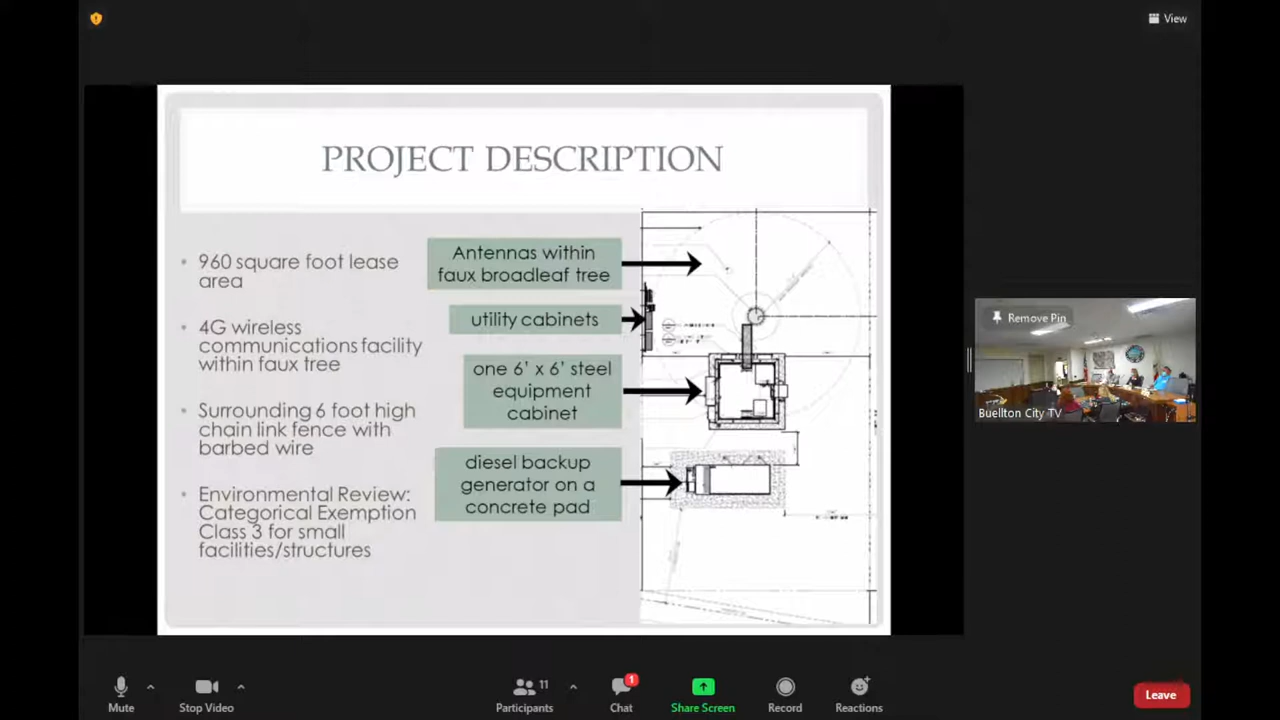 View
PROJECT DESCRIPTION
• 960 square foot lease
area
• 4G wireless
communications facility
within faux tree
• Surrounding 6 foot high
chain link fence with
barbed wire
• Environmental Review:
Categorical Exemption
Class 3 for small
facilities/structures
Antennas within
faux broadleaf tree
utility cabinets
one 6' x 6' steel
equipment
cabinet
diesel backup
generator on a
concrete pad
Remove Pin
Buellton City TV
Mute
Stop Video
Participants
11
Chat
1
Share Screen
Record
Reactions
Leave